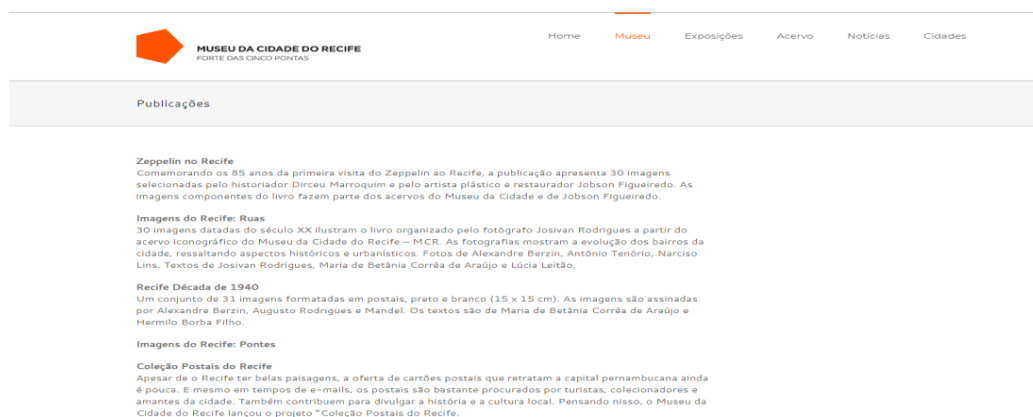 MUSEU DA CIDADE DO RECIFE
FORTE DAS CINCO PONTAS
Home Museu Exposições Acervo Notícias Cidades
Publicações
Zeppelin no Recife
Comemorando os 85 anos da primeira visita do Zeppelin ao Recife, a publicação apresenta 30 imagens
selecionadas pelo historiador Dirceu Marroquim e pelo artista plástico e restaurador Jobson Figueiredo. As
imagens componentes do livro fazem parte dos acervos do Museu da Cidade e de Jobson Figueiredo.
Imagens do Recife: Ruas
30 imagens datadas do século XX ilustram o livro organizado pelo fotógrafo Josivan Rodrigues a partir do
acervo iconográfico do Museu da Cidade do Recife – MCR. As fotografias mostram a evolução dos bairros da
cidade, ressaltando aspectos históricos e urbanísticos. Fotos de Alexandre Berzin, Antônio Tenório, Narciso
Lins. Textos de Josivan Rodrigues, Maria de Betânia Corrêa de Araújo e Lúcia Leitão.
Recife Década de 1940
Um conjunto de 31 imagens formatadas em postais, preto e branco (15 x 15 cm). As imagens são assinadas
por Alexandre Berzin, Augusto Rodrigues e Mandel. Os textos são de Maria de Betânia Corrêa de Araújo e
Hermilo Borba Filho.
Imagens do Recife: Pontes
Coleção Postais do Recife
Apesar de o Recife ter belas paisagens, a oferta de cartões postais que retratam a capital pernambucana ainda
é pouca. E mesmo em tempos de e-mails, os postais são bastante procurados por turistas, colecionadores e
amantes da cidade. Também contribuem para divulgar a história e a cultura local. Pensando nisso, o Museu da
Cidade do Recife lançou o projeto "Coleção Postais do Recife.